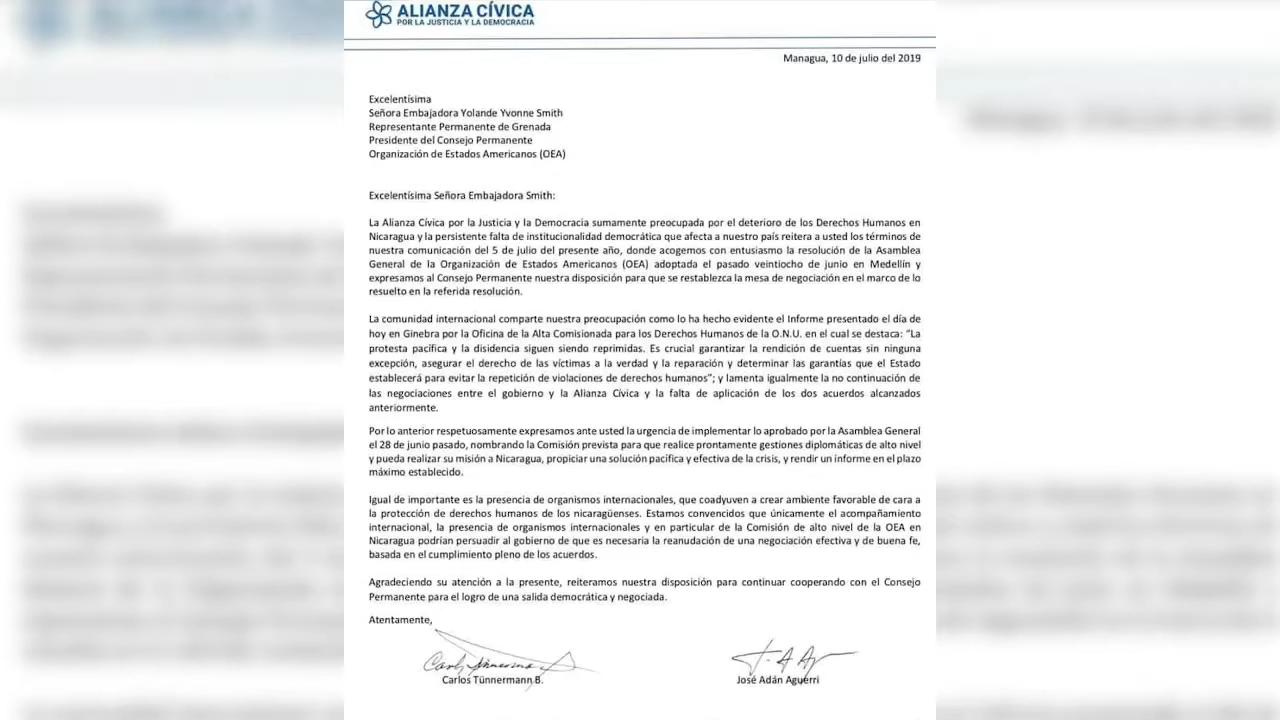 ALIANZA CÍVICA
POR LA JUSTICIA Y LA DEMOCRACIA
Managua, 10 de julio del 2019
Excelentísima
Señora Embajadora Yolande Yvonne Smith
Representante Permanente de Grenada
Presidente del Consejo Permanente
Organización de Estados Americanos (OEA)
Excelentísima Señora Embajadora Smith:
La Alianza Cívica por la Justicia y la Democracia sumamente preocupada por el deterioro de los Derechos Humanos en
Nicaragua y la persistente falta de institucionalidad democrática que afecta a nuestro país reitera a usted los términos de
nuestra comunicación del 5 de julio del presente año, donde acogemos con entusiasmo la resolución de la Asamblea
General de la Organización de Estados Americanos (OEA) adoptada el pasado veintiocho de junio en Medellín y
expresamos al Consejo Permanente nuestra disposición para que se restablezca la mesa de negociación en el marco de lo
resuelto en la referida resolución.
La comunidad internacional comparte nuestra preocupación como lo ha hecho evidente el Informe presentado el día de
hoy en Ginebra por la Oficina de la Alta Comisionada para los Derechos Humanos de la O.N.U. en el cual se destaca: “La
protesta pacífica y la disidencia siguen siendo reprimidas. Es crucial garantizar la rendición de cuentas sin ninguna
excepción, asegurar el derecho de las víctimas a la verdad y la reparación y determinar las garantías que el Estado
establecerá para evitar la repetición de violaciones de derechos humanos”; y lamenta igualmente la no continuación de
las negociaciones entre el gobierno y la Alianza Cívica y la falta de aplicación de los dos acuerdos alcanzados
anteriormente.
Por lo anterior respetuosamente expresamos ante usted la urgencia de implementar lo aprobado por la Asamblea General
el 28 de junio pasado, nombrando la Comisión prevista para que realice prontamente gestiones diplomáticas de alto nivel
y pueda realizar su misión a Nicaragua, propiciar una solución pacifica y efectiva de la crisis, y rendir un informe en el plazo
máximo establecido.
Igual de importante es la presencia de organismos internacionales, que coadyuven a crear ambiente favorable de cara a
la protección de derechos humanos de los nicaragüenses. Estamos convencidos que únicamente el acompañamiento
internacional, la presencia de organismos internacionales y en particular de la Comisión de alto nivel de la OEA en
Nicaragua podrían persuadir al gobierno de que es necesaria la reanudación de una negociación efectiva y de buena fe,
basada en el cumplimiento pleno de los acuerdos.
Agradeciendo su atención a la presente, reiteramos nuestra disposición para continuar cooperando con el Consejo
Permanente para el logro de una salida democrática y negociada.
Atentamente,
Carlos Tünnermann B.
José Adán Aguerri